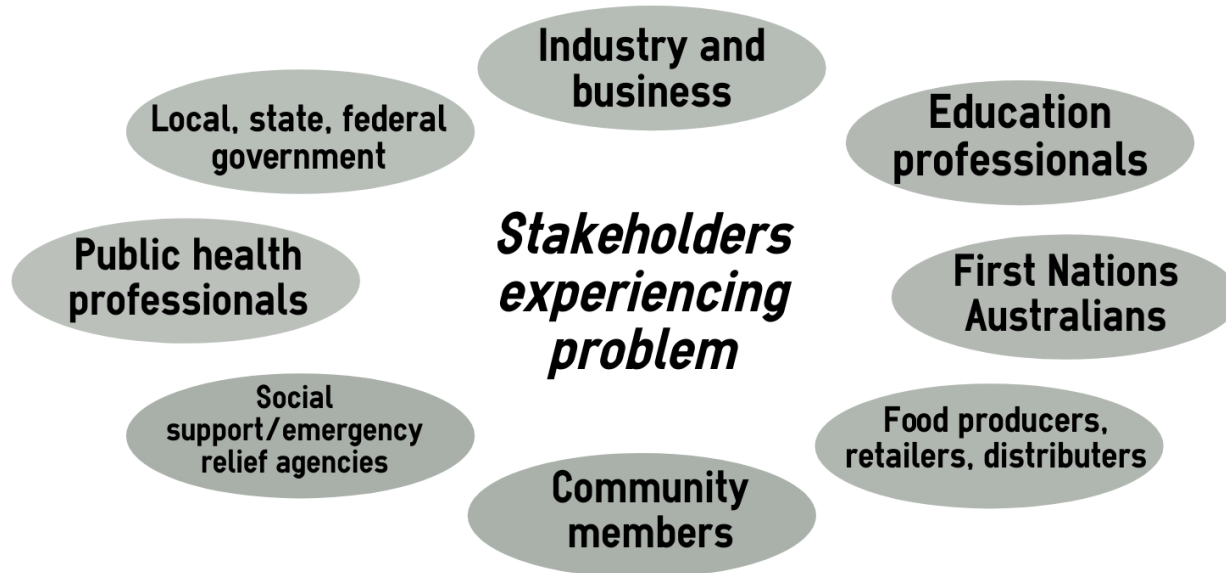 Industry and
business
Local, state, federal
government
Education
professionals
Stakeholders
experiencing
problem
Public health
professionals
First Nations
Australians
Social
support/emergency
relief agencies
Food producers,
retailers, distributers
Community
members